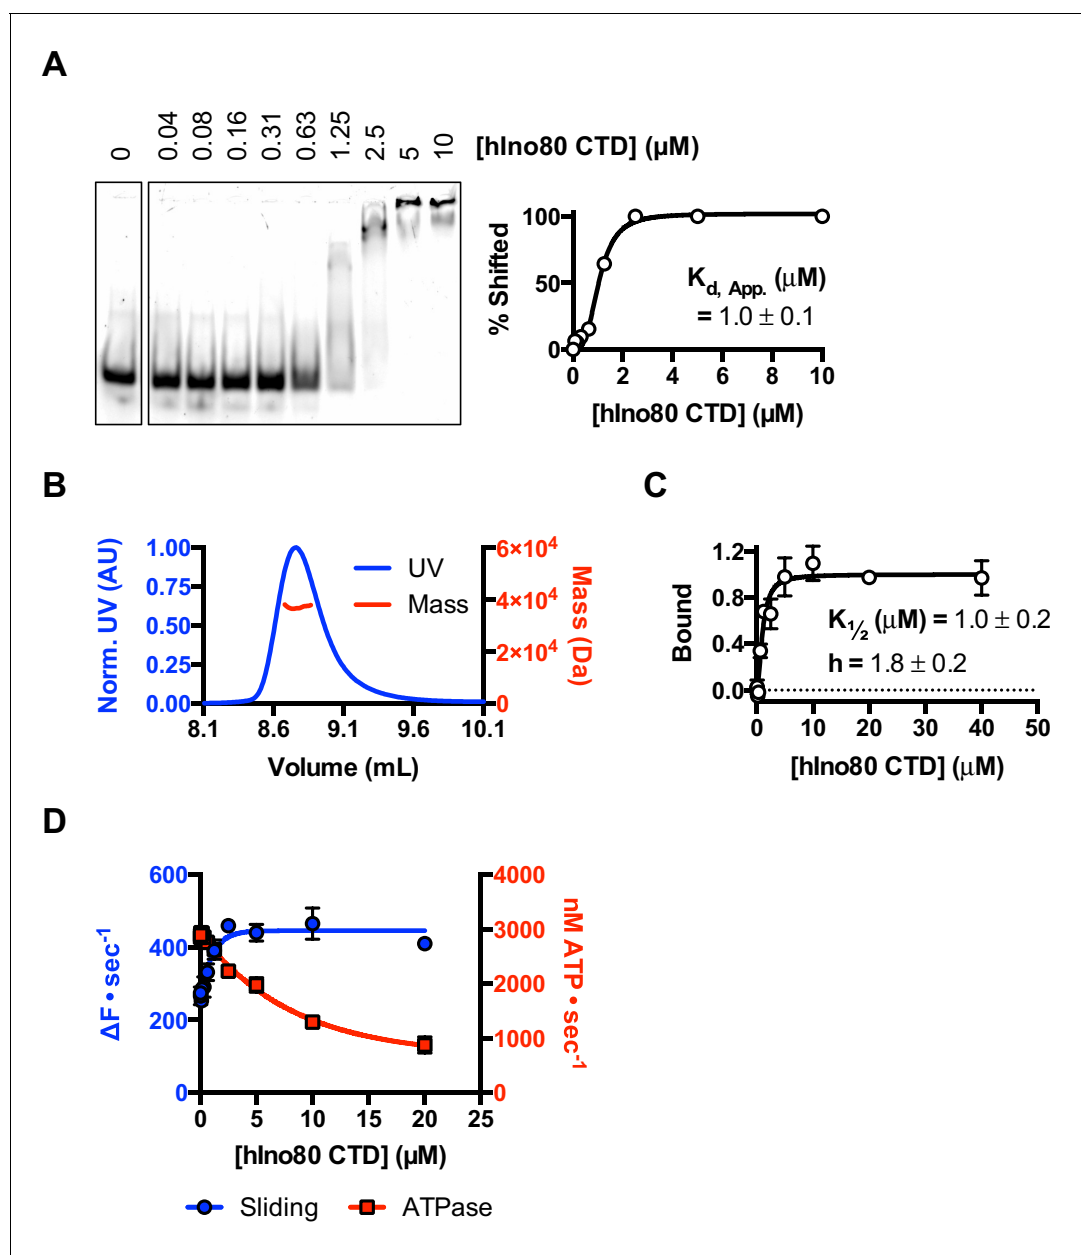 A
0 0.04 0.08 0.16 0.31 0.63 1.25 2.5 5 10 [hIno80 CTD] (µM)
% Shifted
100
50
0
K_d, App. (µM)
= 1.0 ± 0.1
0 2 4 6 8 10
[hIno80 CTD] (µM)
B
Norm. UV (AU)
1.00
0.75
0.50
0.25
0.00
UV
Mass
6×10⁴
4×10⁴
2×10⁴
0
Mass (Da)
8.1 8.6 9.1 9.6 10.1
Volume (mL)
C
Bound
1.2
0.8
0.4
0.0
K_½ (µM) = 1.0 ± 0.2
h = 1.8 ± 0.2
0 10 20 30 40 50
[hIno80 CTD] (µM)
D
ΔF • sec⁻¹
600
400
200
0
4000
3000
2000
1000
0
nM ATP • sec⁻¹
0 5 10 15 20 25
[hIno80 CTD] (µM)
Sliding ATPase